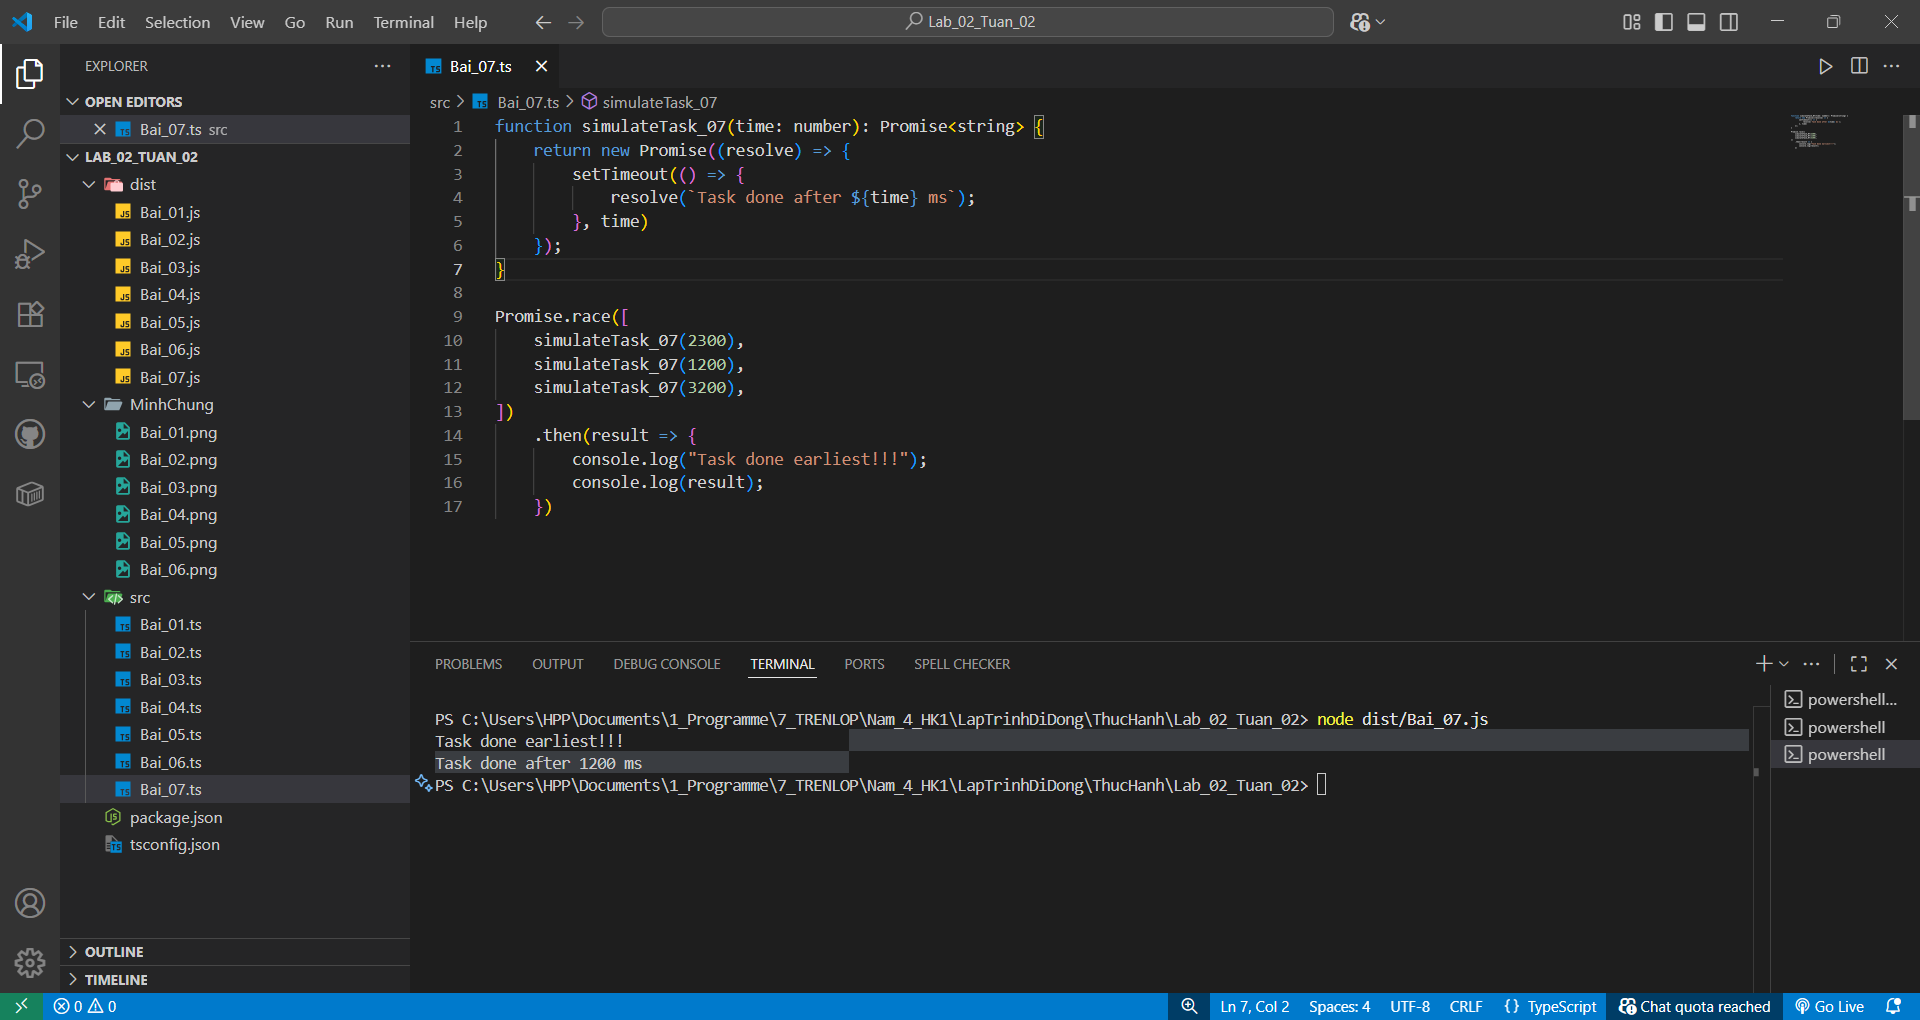 File Edit Selection View Go Run Terminal Help
Lab_02_Tuan_02
EXPLORER
OPEN EDITORS
Bai_07.ts src
LAB_02_TUAN_02
dist
Bai_01.js
Bai_02.js
Bai_03.js
Bai_04.js
Bai_05.js
Bai_06.js
Bai_07.js
MinhChung
Bai_01.png
Bai_02.png
Bai_03.png
Bai_04.png
Bai_05.png
Bai_06.png
src
Bai_01.ts
Bai_02.ts
Bai_03.ts
Bai_04.ts
Bai_05.ts
Bai_06.ts
Bai_07.ts
package.json
tsconfig.json
OUTLINE
TIMELINE
Bai_07.ts
src > Bai_07.ts > simulateTask_07
1 function simulateTask_07(time: number): Promise<string> {
2 return new Promise((resolve) => {
3 setTimeout(() => {
4 resolve(`Task done after ${time} ms`);
5 }, time)
6 });
7 }
8
9 Promise.race([
10 simulateTask_07(2300),
11 simulateTask_07(1200),
12 simulateTask_07(3200),
13 ])
14 .then(result => {
15 console.log("Task done earliest!!!");
16 console.log(result);
17 })
PROBLEMS OUTPUT DEBUG CONSOLE TERMINAL PORTS SPELL CHECKER
PS C:\Users\HPP\Documents\1_Programme\7_TRENLOP\Nam_4_HK1\LapTrinhDiDong\ThucHanh\Lab_02_Tuan_02> node dist/Bai_07.js
Task done earliest!!!
Task done after 1200 ms
PS C:\Users\HPP\Documents\1_Programme\7_TRENLOP\Nam_4_HK1\LapTrinhDiDong\ThucHanh\Lab_02_Tuan_02>
powershell...
powershell
powershell
0 0
Ln 7, Col 2 Spaces: 4 UTF-8 CRLF {} TypeScript Chat quota reached Go Live